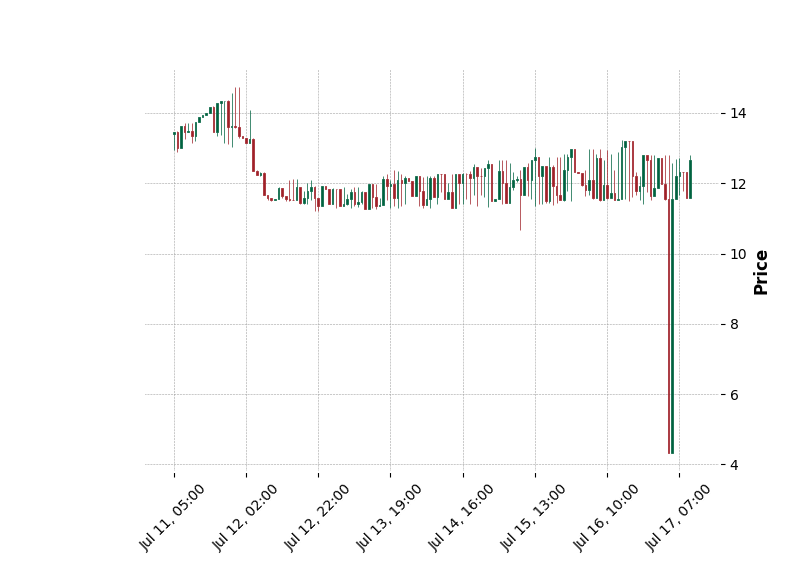 14
12
10
8
6
4
Price
Jul 11, 05:00
Jul 12, 02:00
Jul 12, 22:00
Jul 13, 19:00
Jul 14, 16:00
Jul 15, 13:00
Jul 16, 10:00
Jul 17, 07:00